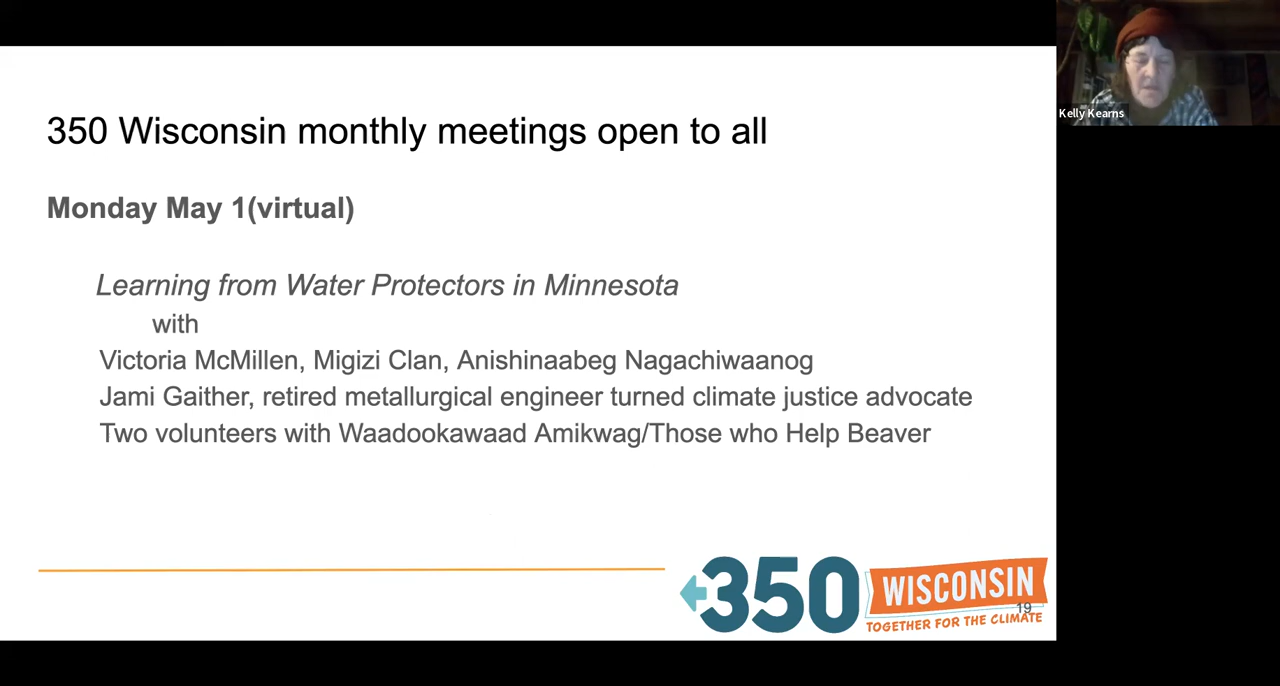 350 Wisconsin monthly meetings open to all
Monday May 1(virtual)
Learning from Water Protectors in Minnesota
with
Victoria McMillen, Migizi Clan, Anishinaabeg Nagachiwaanog
Jami Gaither, retired metallurgical engineer turned climate justice advocate
Two volunteers with Waadookawaad Amikwag/Those who Help Beaver
350 WISCONSIN
19
TOGETHER FOR THE CLIMATE
Kelly Kearns